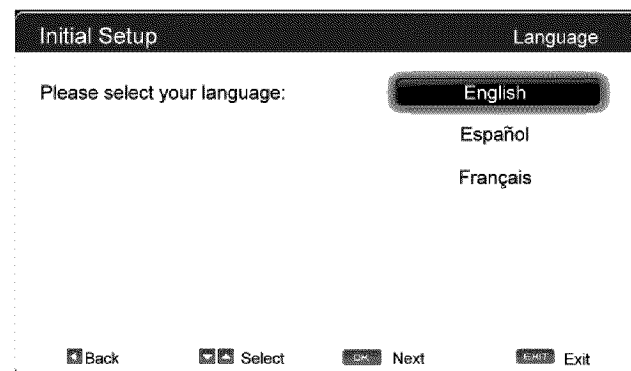 Initial Setup Language
Please select your language: English
Español
Français
Back Select OK Next EXIT Exit